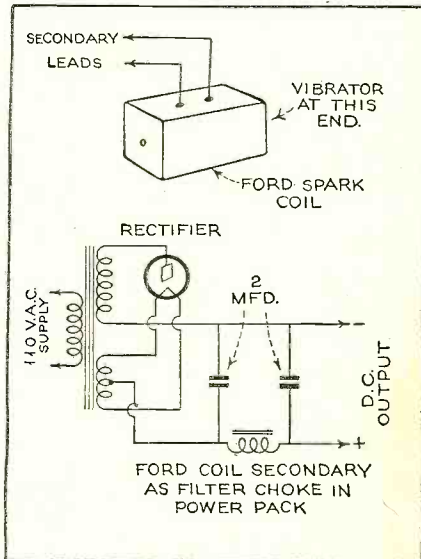 SECONDARY
LEADS
VIBRATOR
AT THIS
END.
FORD SPARK
COIL
RECTIFIER
110 V.A.C.
SUPPLY
2
MFD.
−
D.C.
OUTPUT
+
FORD COIL SECONDARY
AS FILTER CHOKE IN
POWER PACK